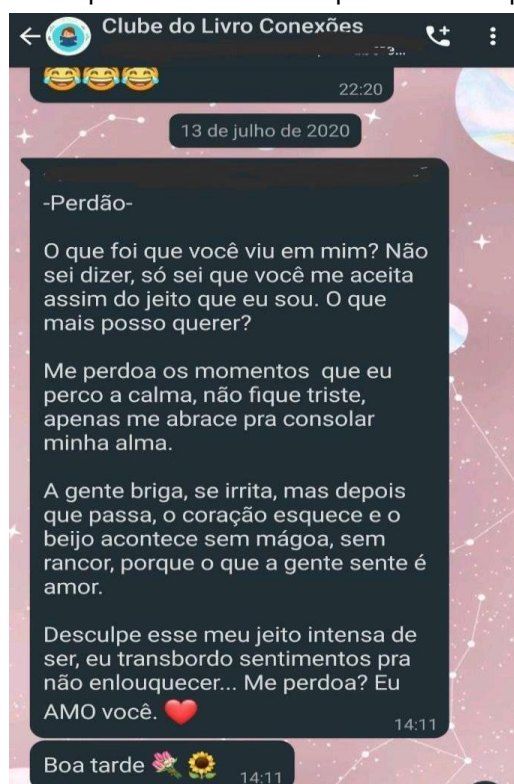 Clube do Livro Conexões
22:20
13 de julho de 2020
-Perdão-
O que foi que você viu em mim? Não
sei dizer, só sei que você me aceita
assim do jeito que eu sou. O que
mais posso querer?
Me perdoa os momentos  que eu
perco a calma, não fique triste,
apenas me abrace pra consolar
minha alma.
A gente briga, se irrita, mas depois
que passa, o coração esquece e o
beijo acontece sem mágoa, sem
rancor, porque o que a gente sente é
amor.
Desculpe esse meu jeito intensa de
ser, eu transbordo sentimentos pra
não enlouquecer... Me perdoa? Eu
AMO você. ❤️
14:11
Boa tarde 💐 🌻
14:11